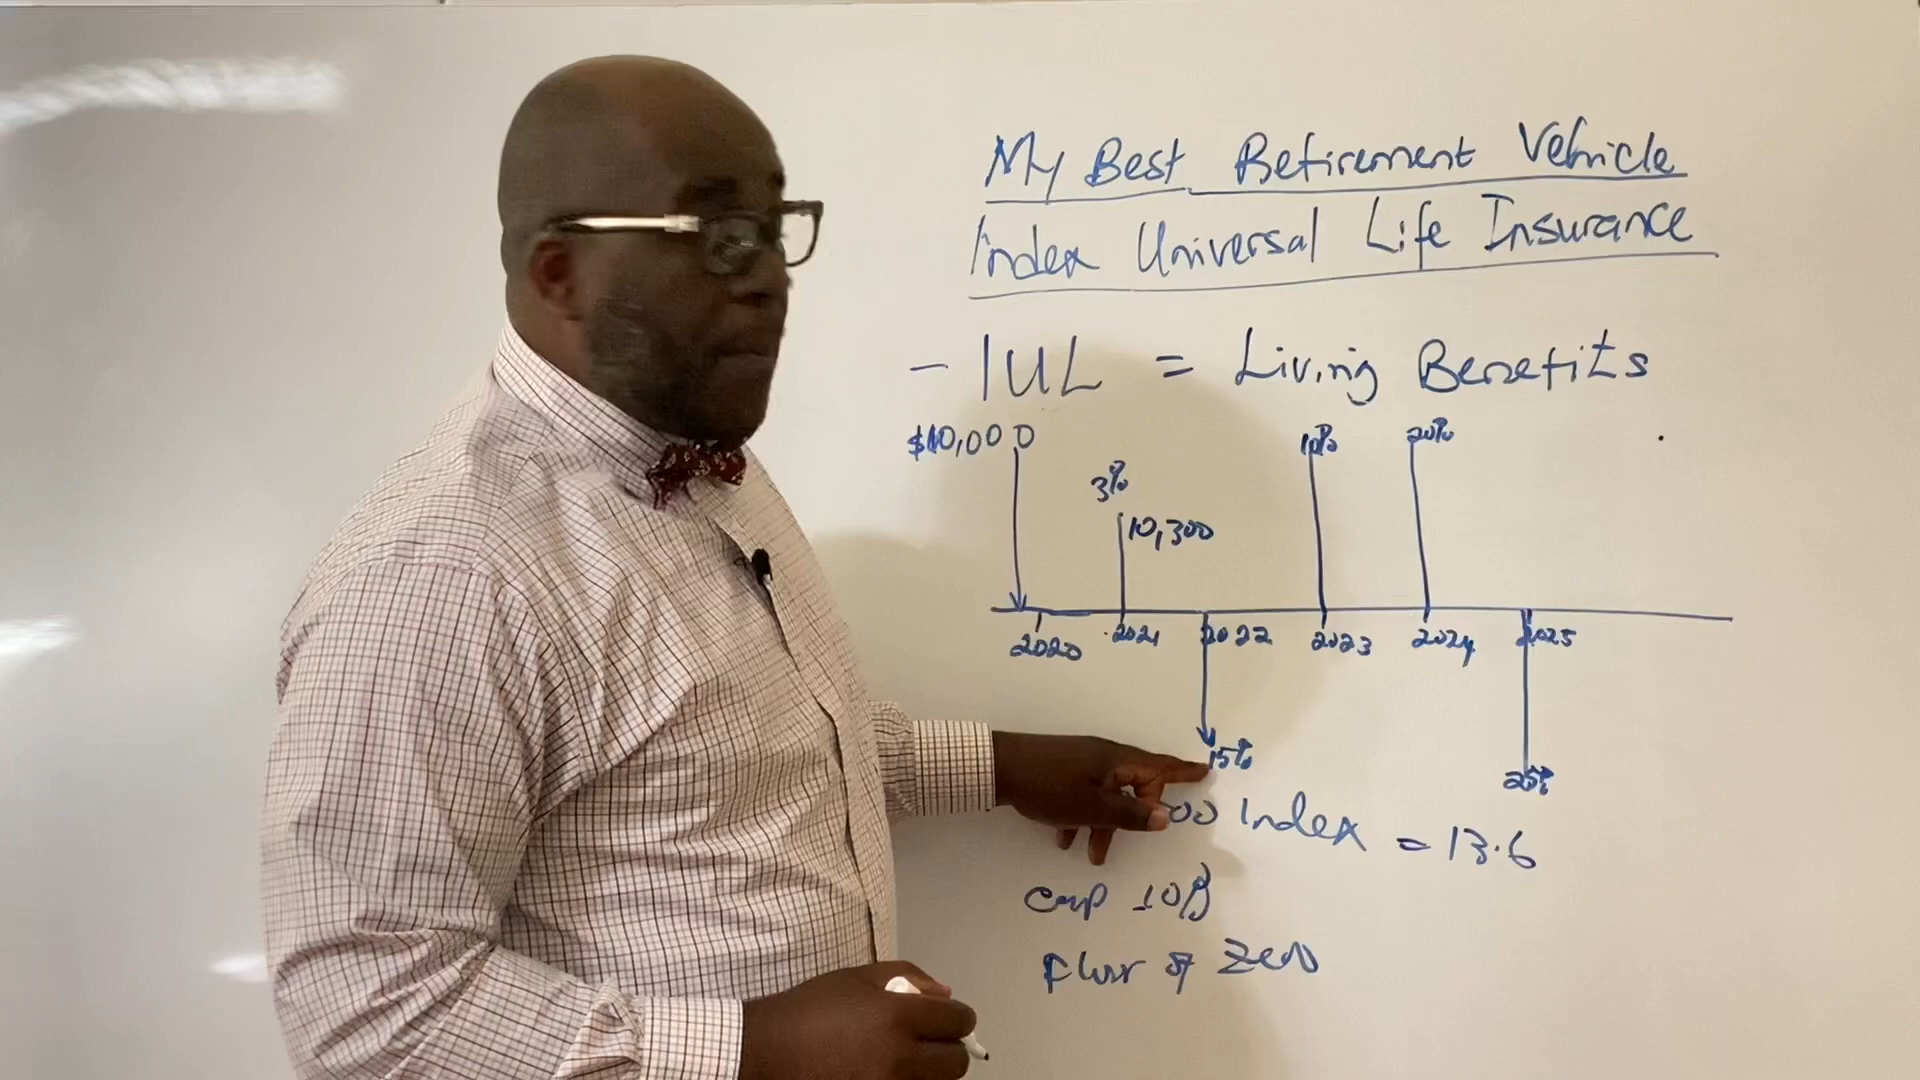 My Best Retirement Vehicle
Index Universal Life Insurance
- IUL = Living Benefits
$10,000
3%
10,300
10%
20%
2020 2021 2022 2023 2024 2025
15%
25%
00 Index = 13.6
Cap 10%
Floor of Zero